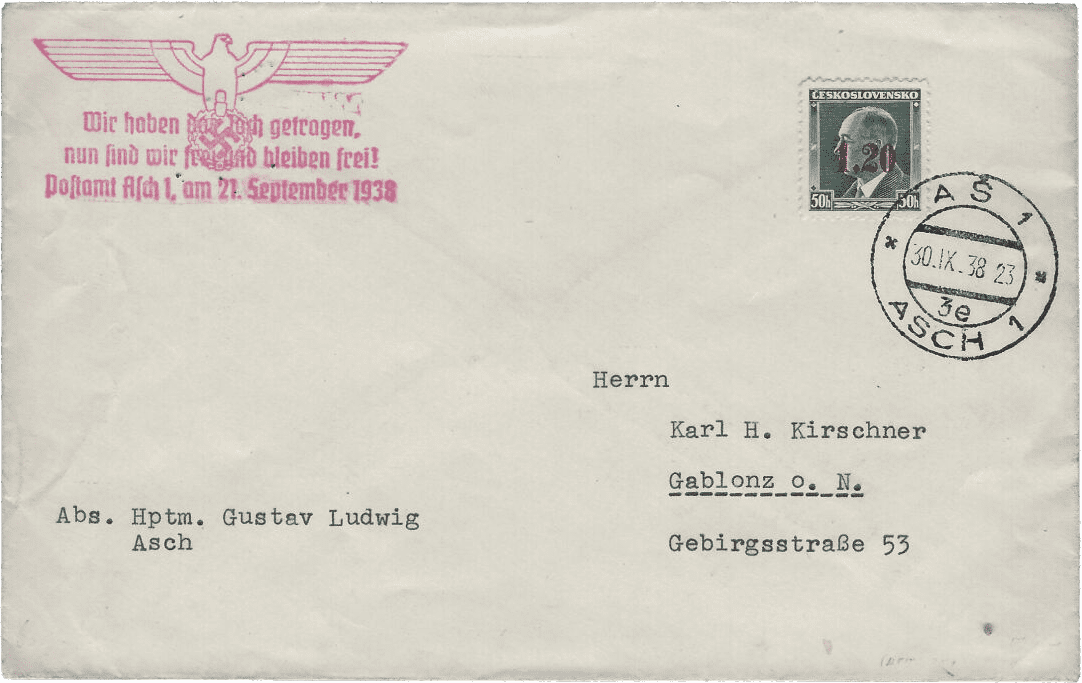 Wir haben das Joch getragen,
nun sind wir frei und bleiben frei!
Postamt Asch 1, am 21. September 1938
ČESKOSLOVENSKO
1.20
50h 50h
AŠ 1
30.IX.38 23
3e
ASCH 1
Herrn
Karl H. Kirschner
Gablonz o. N.
Gebirgsstraße 53
Abs. Hptm. Gustav Ludwig
Asch